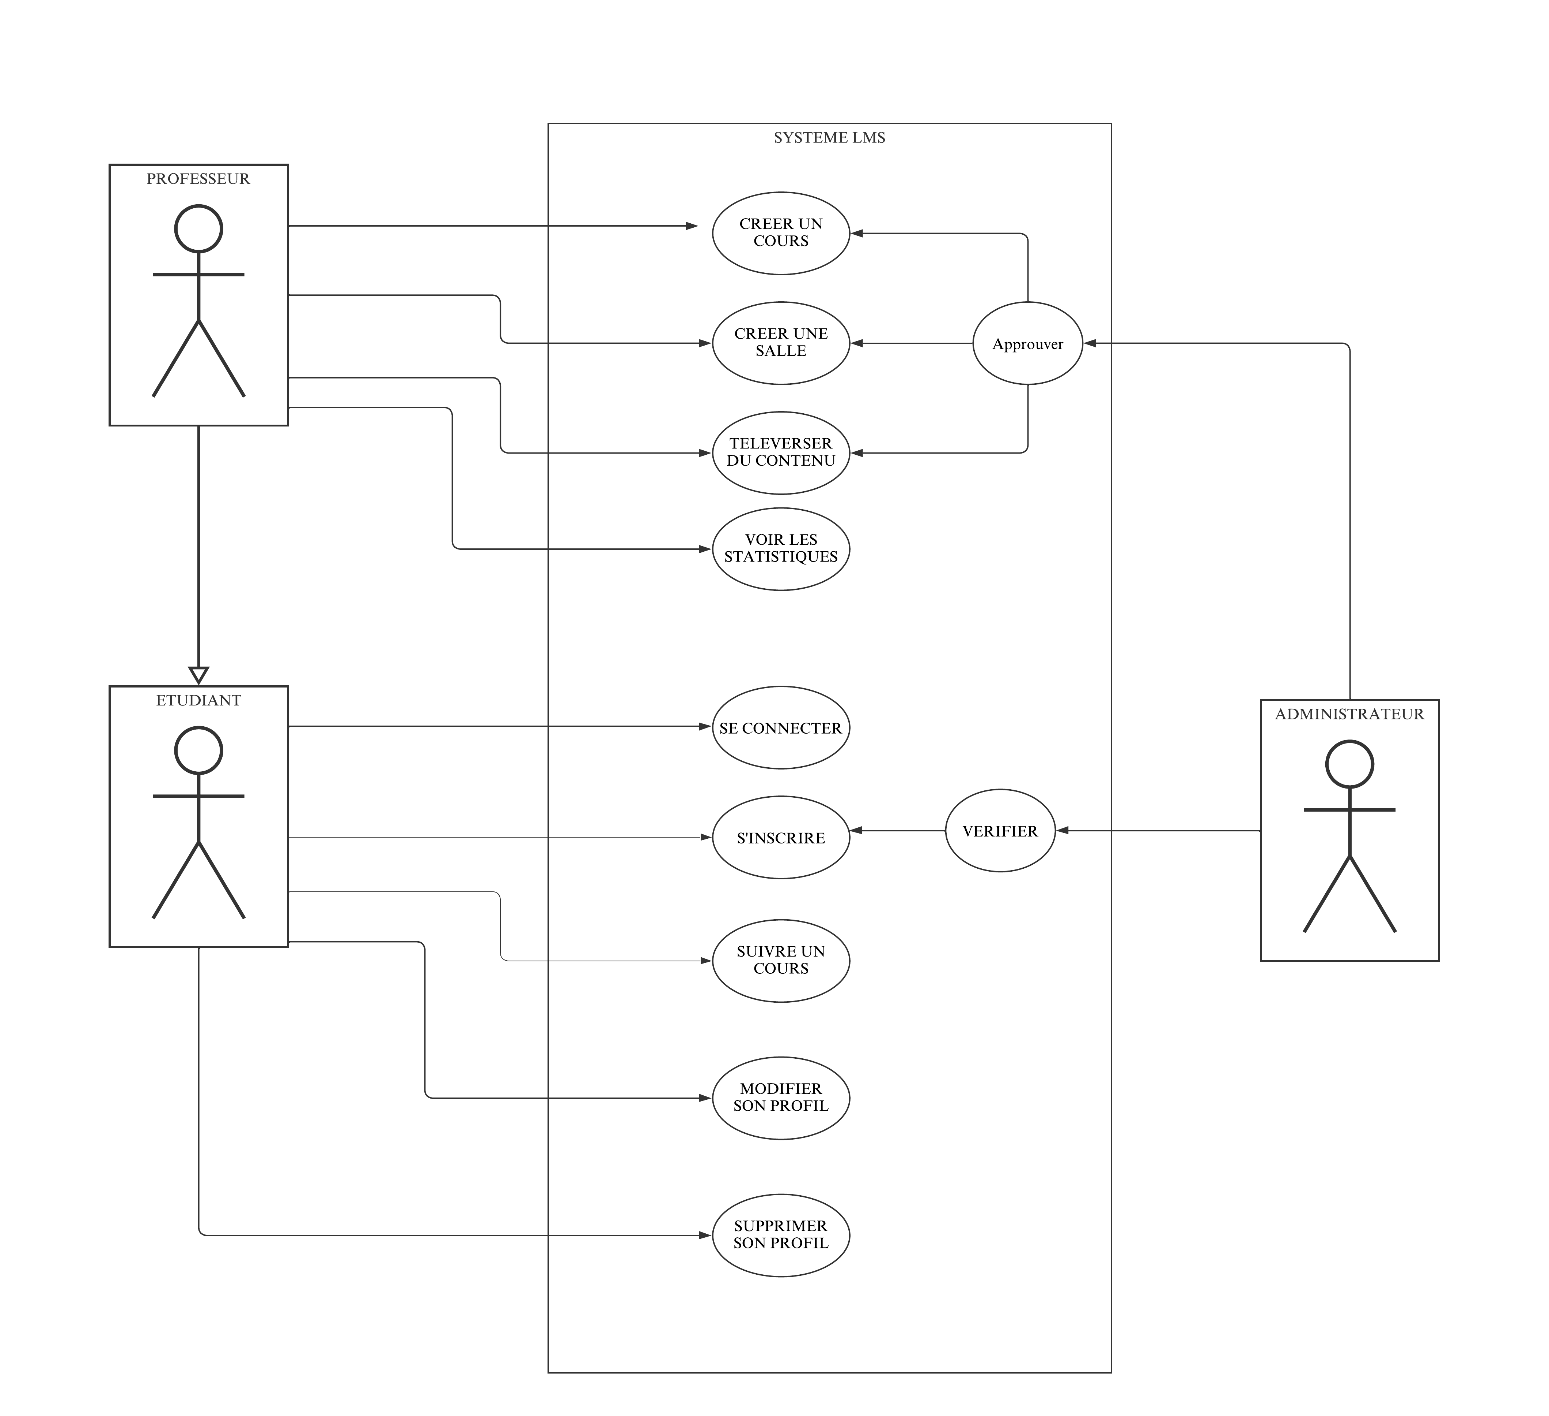 SYSTEME LMS
PROFESSEUR
CREER UN
COURS
CREER UNE
SALLE
Approuver
TELEVERSER
DU CONTENU
VOIR LES
STATISTIQUES
ETUDIANT
SE CONNECTER
ADMINISTRATEUR
S'INSCRIRE
VERIFIER
SUIVRE UN
COURS
MODIFIER
SON PROFIL
SUPPRIMER
SON PROFIL